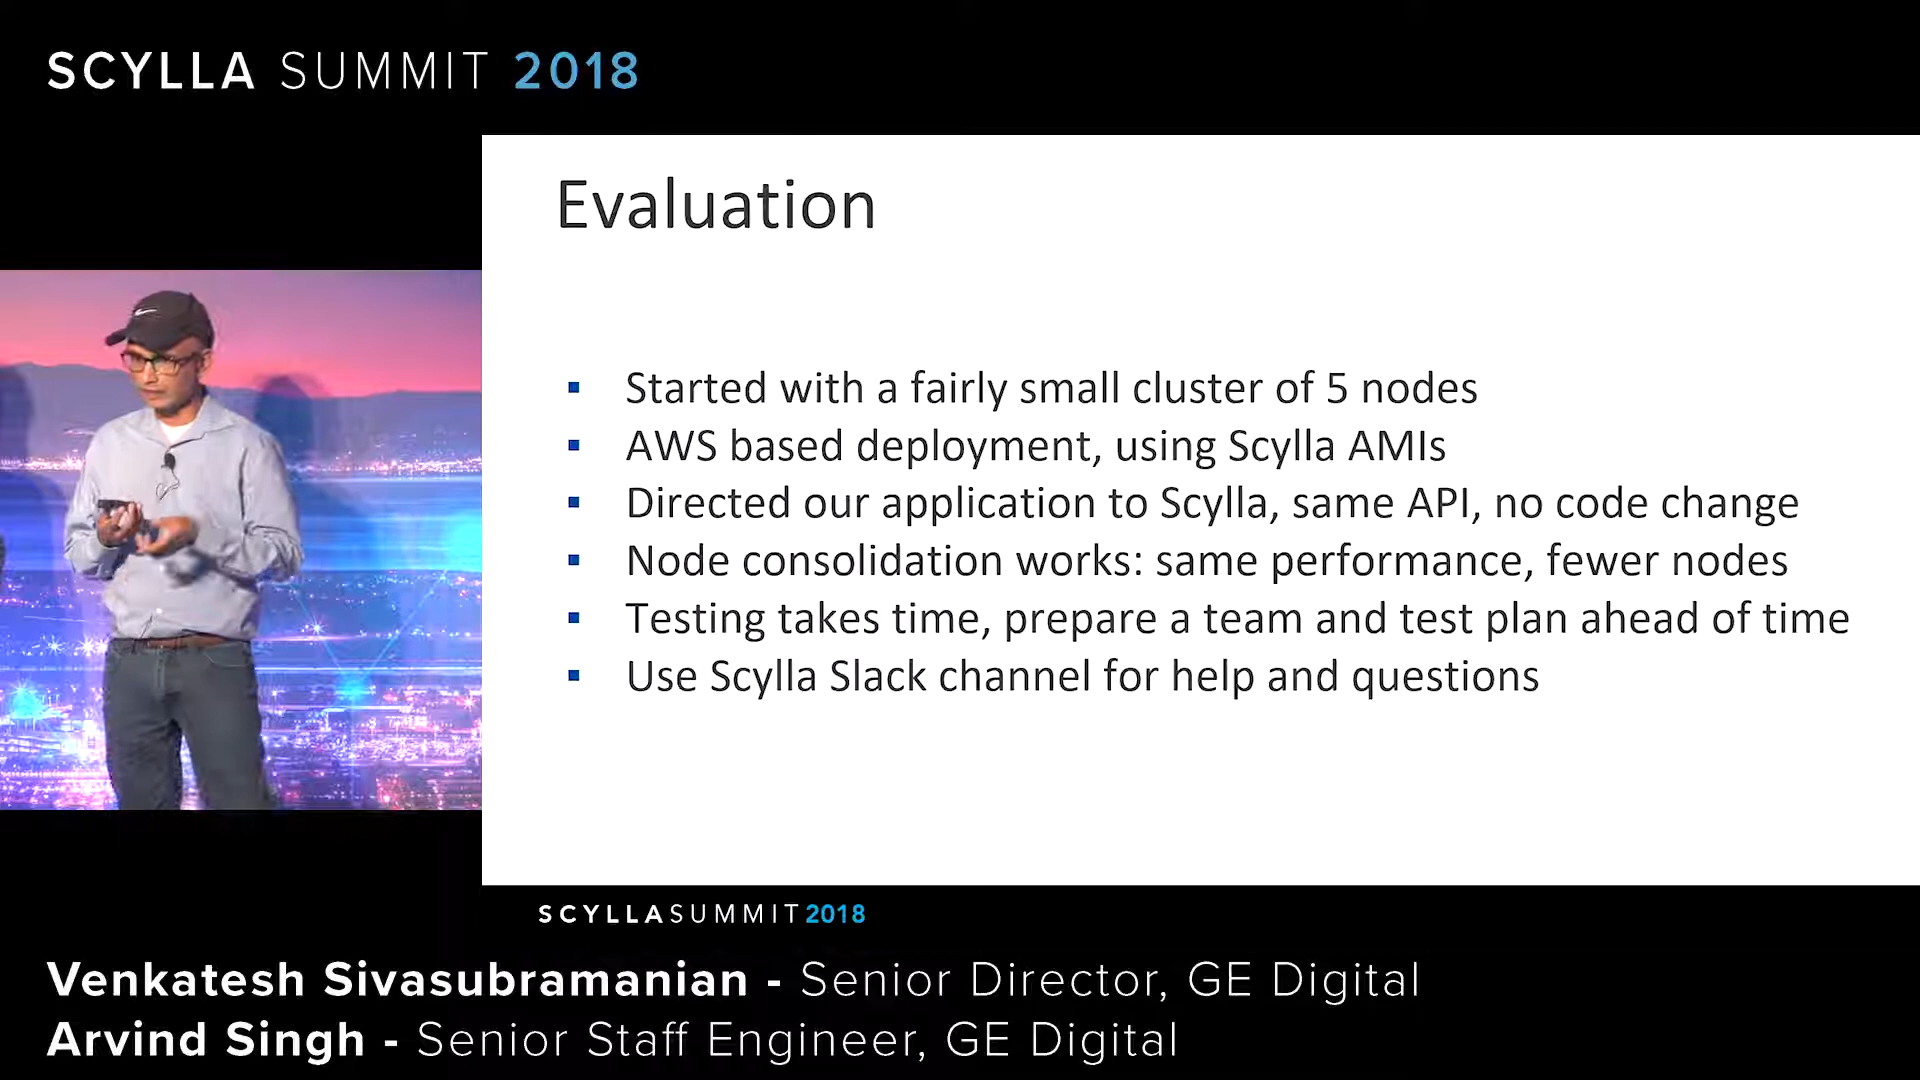 SCYLLA SUMMIT 2018
Evaluation
▪ Started with a fairly small cluster of 5 nodes
▪ AWS based deployment, using Scylla AMIs
▪ Directed our application to Scylla, same API, no code change
▪ Node consolidation works: same performance, fewer nodes
▪ Testing takes time, prepare a team and test plan ahead of time
▪ Use Scylla Slack channel for help and questions
SCYLLASUMMIT2018
Venkatesh Sivasubramanian - Senior Director, GE Digital
Arvind Singh - Senior Staff Engineer, GE Digital